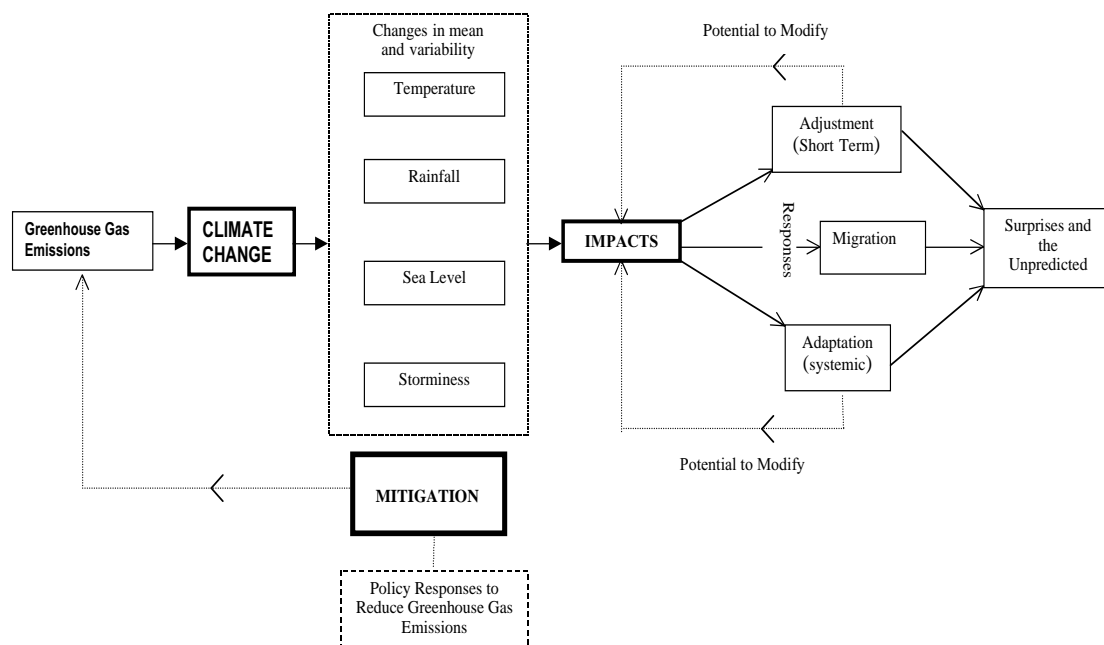 Changes in mean
and variability
Temperature
Rainfall
Sea Level
Storminess
Greenhouse Gas
Emissions
CLIMATE
CHANGE
IMPACTS
Potential to Modify
Adjustment
(Short Term)
Responses
Migration
Adaptation
(systemic)
Potential to Modify
Surprises and
the
Unpredicted
MITIGATION
Policy Responses to
Reduce Greenhouse Gas
Emissions